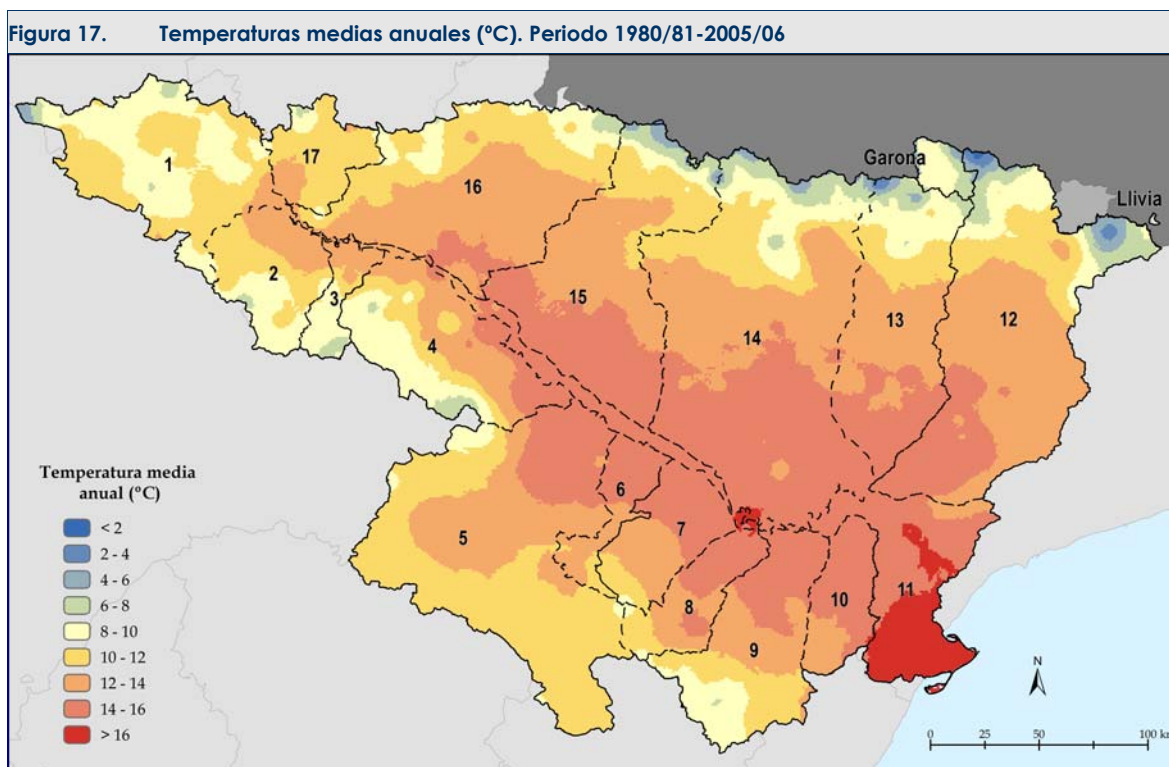 Figura 17. Temperaturas medias anuales (ºC). Periodo 1980/81-2005/06
Garona
Llivia
1
17
16
2
3
4
15
14
13
12
5
6
7
8
9
10
11
Temperatura media
anual (ºC)
< 2
2 - 4
4 - 6
6 - 8
8 - 10
10 - 12
12 - 14
14 - 16
> 16
N
0 25 50 100 km